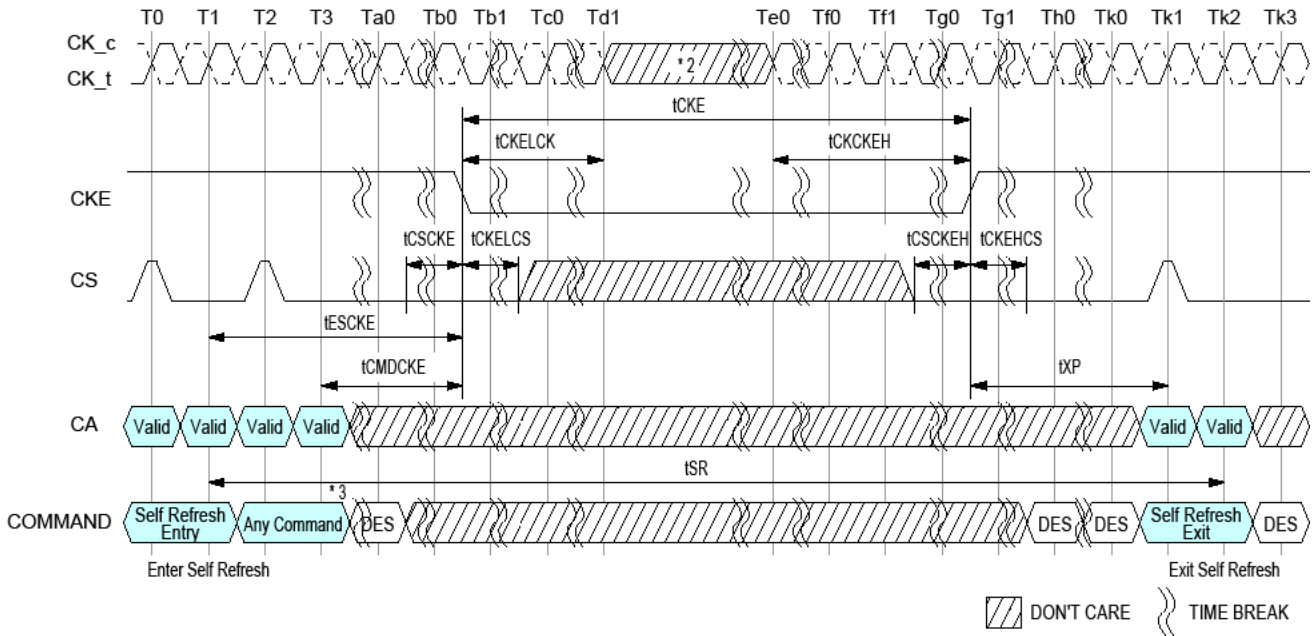 T0 T1 T2 T3 Ta0 Tb0 Tb1 Tc0 Td1 Te0 Tf0 Tf1 Tg0 Tg1 Th0 Tk0 Tk1 Tk2 Tk3
CK_c
CK_t
* 2
tCKE
tCKELCK tCKCKEH
CKE
tCSCKE tCKELCS tCSCKEH tCKEHCS
CS
tESCKE
tCMDCKE tXP
CA Valid Valid Valid Valid Valid Valid
tSR
* 3
COMMAND Self Refresh Entry Any Command DES DES DES Self Refresh Exit DES
Enter Self Refresh Exit Self Refresh
DON'T CARE TIME BREAK